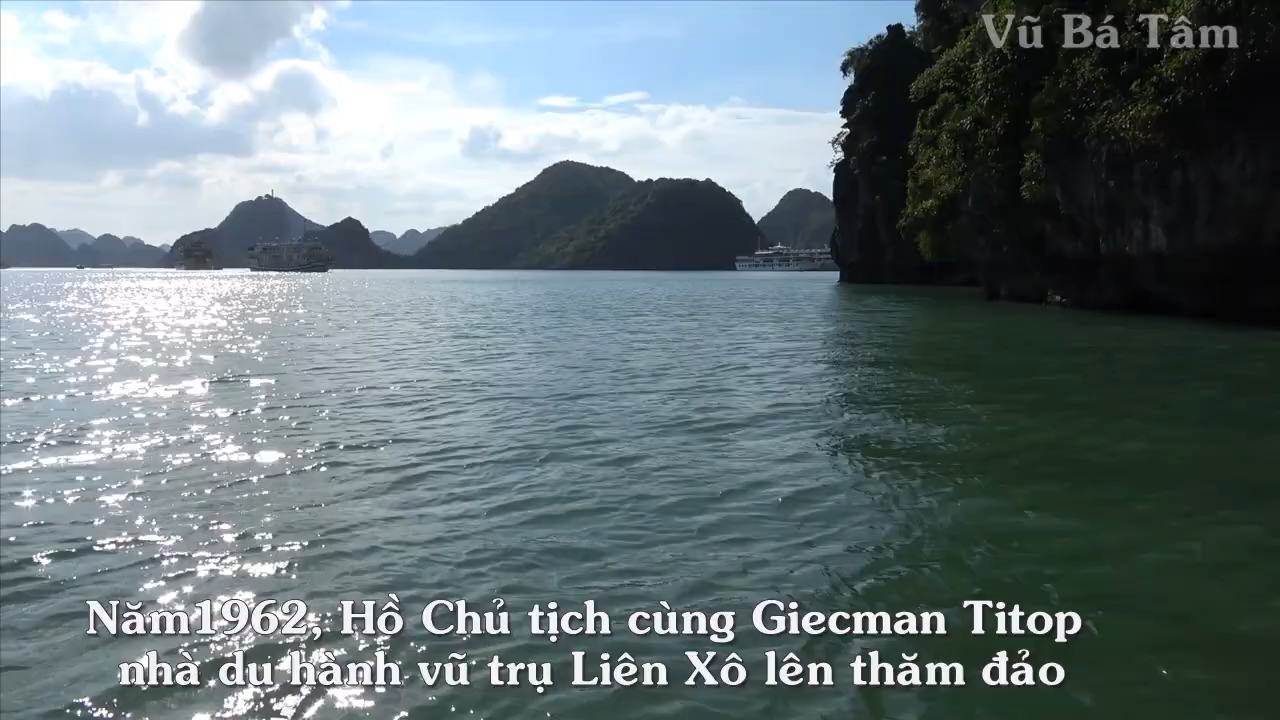 Vũ Bá Tâm
Năm1962, Hồ Chủ tịch cùng Giecman Titop
nhà du hành vũ trụ Liên Xô lên thăm đảo